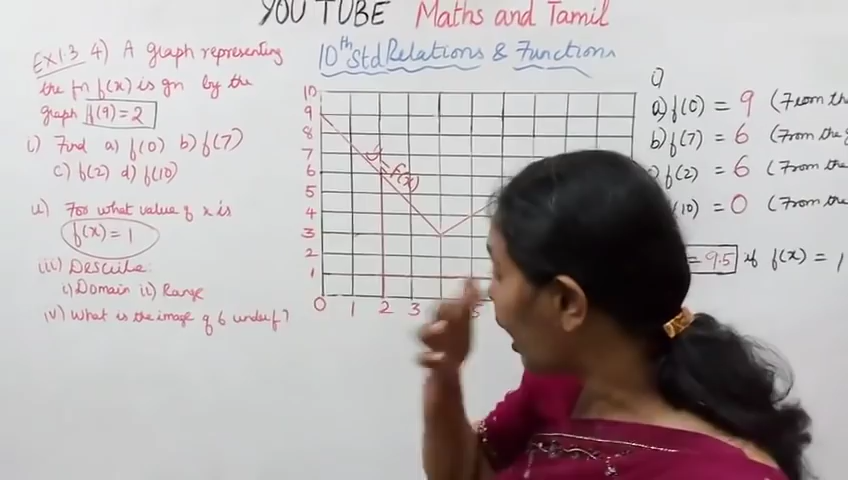 YOU TUBE Maths and Tamil
10th Std Relations & Functions
Ex 1.3 4) A graph representing
the fn f(x) is gn by the
graph f(9) = 2
i) Find a) f(0) b) f(7)
c) f(2) d) f(10)
ii) For what value of x is
f(x) = 1
iii) Describe:
i) Domain ii) Range
iv) What is the image of 6 under f?
10
9
8
7
6
5
4
3
2
1
0 1 2 3 5
y = f(x)
i)
a) f(0) = 9 (From the
b) f(7) = 6 (From the
f(2) = 6 (From the
(10) = 0 (From the
= 9.5 if f(x) = 1